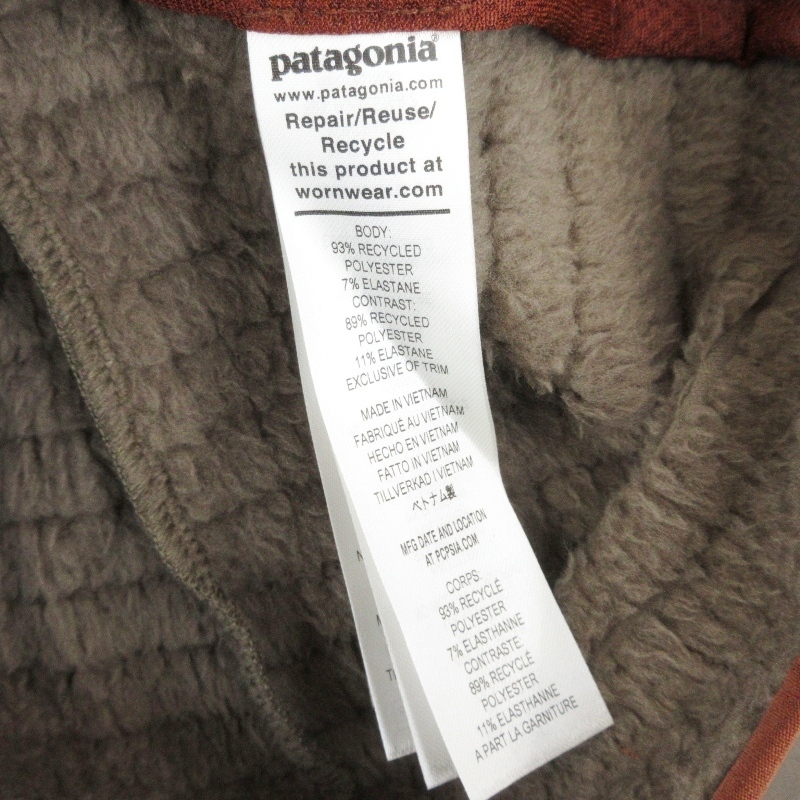 patagonia®
www.patagonia.com
Repair/Reuse/
Recycle
this product at
wornwear.com
BODY:
93% RECYCLED
POLYESTER
7% ELASTANE
CONTRAST:
89% RECYCLED
POLYESTER
11% ELASTANE
EXCLUSIVE OF TRIM
MADE IN VIETNAM
FABRIQUÉ AU VIETNAM
HECHO EN VIETNAM
FATTO IN VIETNAM
TILLVERKAD I VIETNAM
ベトナム製
MFG DATE AND LOCATION
AT PCPSIA.COM
CORPS:
93% RECYCLÉ
POLYESTER
7% ELASTHANNE
CONTRASTE:
89% RECYCLÉ
POLYESTER
11% ELASTHANNE
A PART LA GARNITURE